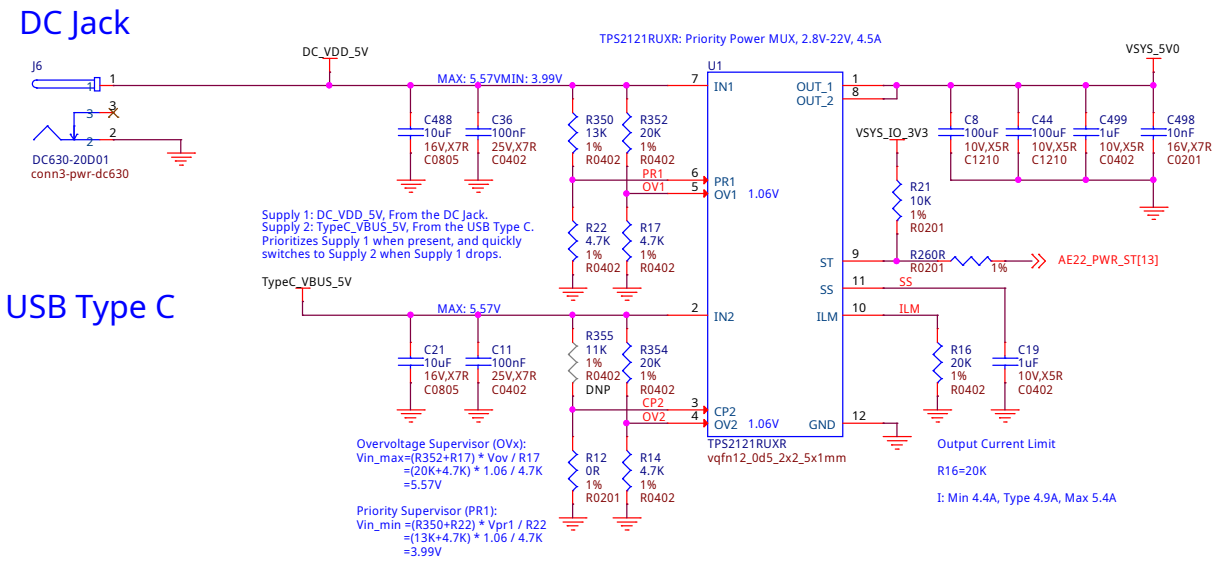 DC Jack
TPS2121RUXR: Priority Power MUX, 2.8V-22V, 4.5A
DC_VDD_5V
VSYS_5V0
J6
1
1
3
3
2
2
DC630-20D01
conn3-pwr-dc630
MAX: 5.57V
MIN: 3.99V
C488
10uF
16V,X7R
C0805
C36
100nF
25V,X7R
C0402
R350
13K
1%
R0402
R352
20K
1%
R0402
PR1
OV1
R22
4.7K
1%
R0402
R17
4.7K
1%
R0402
U1
7
IN1
6
PR1
5
OV1
1.06V
2
IN2
3
CP2
4
OV2
1.06V
OUT_1
1
OUT_2
8
ST
9
SS
11
ILM
10
GND
12
TPS2121RUXR
vqfn12_0d5_2x2_5x1mm
VSYS_IO_3V3
R21
10K
1%
R0201
C8
100uF
10V,X5R
C1210
C44
100uF
10V,X5R
C1210
C499
1uF
10V,X5R
C0402
C498
10nF
16V,X7R
C0201
R26
0R
R0201
1%
AE22_PWR_ST
[13]
SS
ILM
R16
20K
1%
R0402
C19
1uF
10V,X5R
C0402
Supply 1: DC_VDD_5V, From the DC Jack.
Supply 2: TypeC_VBUS_5V, From the USB Type C.
Prioritizes Supply 1 when present, and quickly
switches to Supply 2 when Supply 1 drops.
USB Type C
TypeC_VBUS_5V
MAX: 5.57V
C21
10uF
16V,X7R
C0805
C11
100nF
25V,X7R
C0402
R355
11K
1%
R0402
DNP
R354
20K
1%
R0402
CP2
OV2
R12
0R
1%
R0201
R14
4.7K
1%
R0402
Overvoltage Supervisor (OVx):
Vin_max=(R352+R17) * Vov / R17
=(20K+4.7K) * 1.06 / 4.7K
=5.57V
Priority Supervisor (PR1):
Vin_min =(R350+R22) * Vpr1 / R22
=(13K+4.7K) * 1.06 / 4.7K
=3.99V
Output Current Limit
R16=20K
I: Min 4.4A, Type 4.9A, Max 5.4A